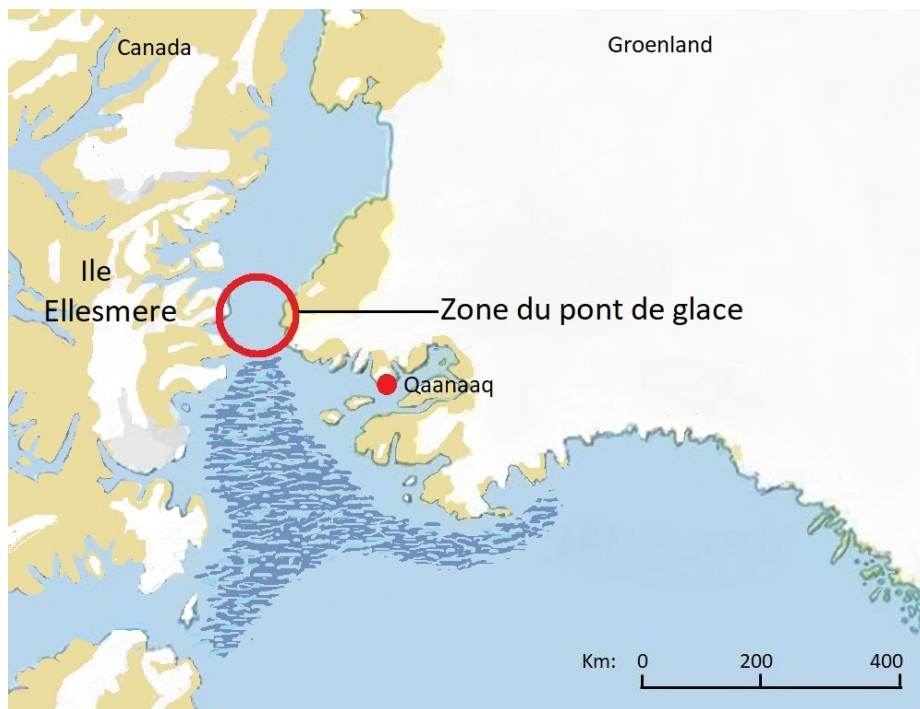 Canada
Groenland
Ile
Ellesmere
Zone du pont de glace
Qaanaaq
Km: 0 200 400